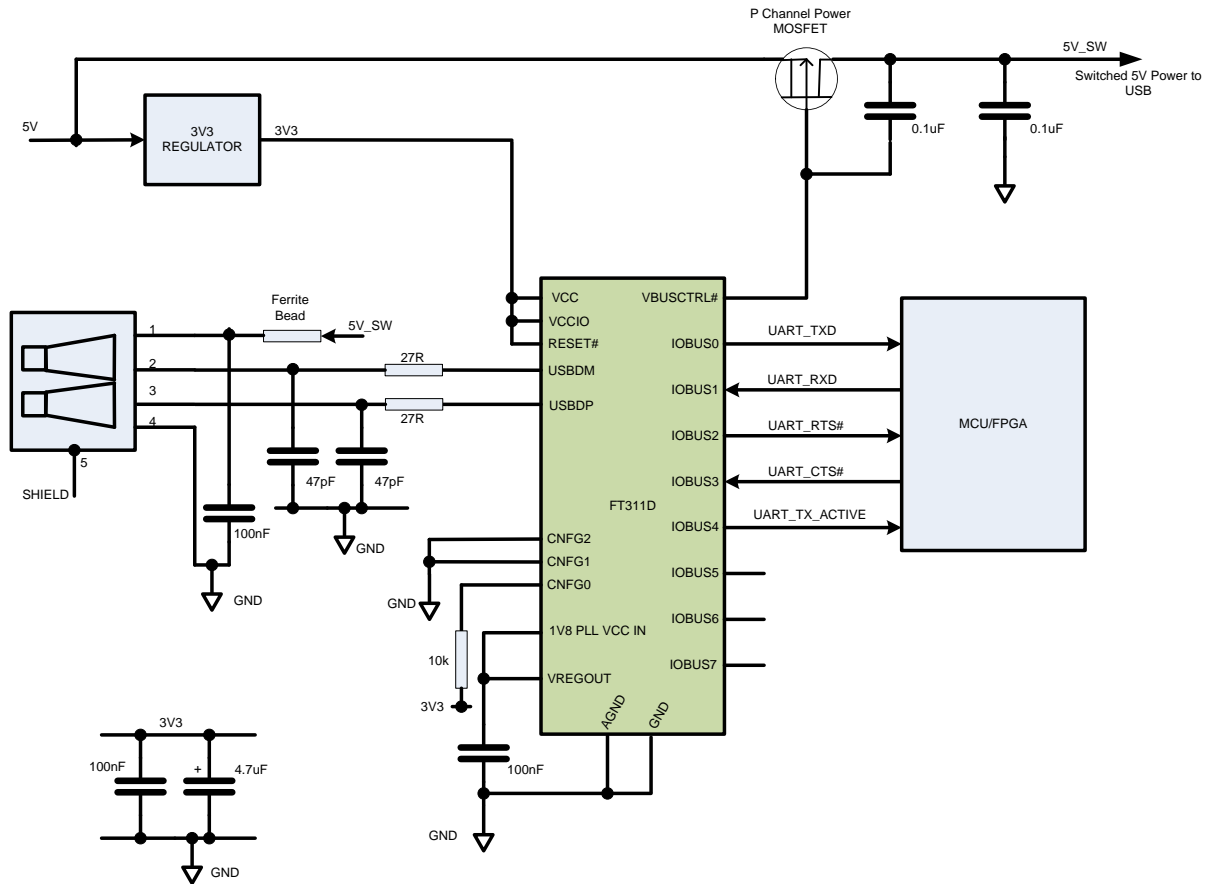 P Channel Power
MOSFET
5V_SW
Switched 5V Power to
USB
0.1uF
0.1uF
5V
3V3
REGULATOR
3V3
Ferrite
Bead
5V_SW
1
2
3
4
5
SHIELD
27R
27R
47pF
47pF
100nF
GND
GND
VCC
VCCIO
RESET#
USBDM
USBDP
CNFG2
CNFG1
CNFG0
1V8 PLL VCC IN
VREGOUT
AGND
GND
FT311D
VBUSCTRL#
IOBUS0
IOBUS1
IOBUS2
IOBUS3
IOBUS4
IOBUS5
IOBUS6
IOBUS7
UART_TXD
UART_RXD
UART_RTS#
UART_CTS#
UART_TX_ACTIVE
MCU/FPGA
GND
10k
3V3
100nF
GND
3V3
100nF
+
4.7uF
GND